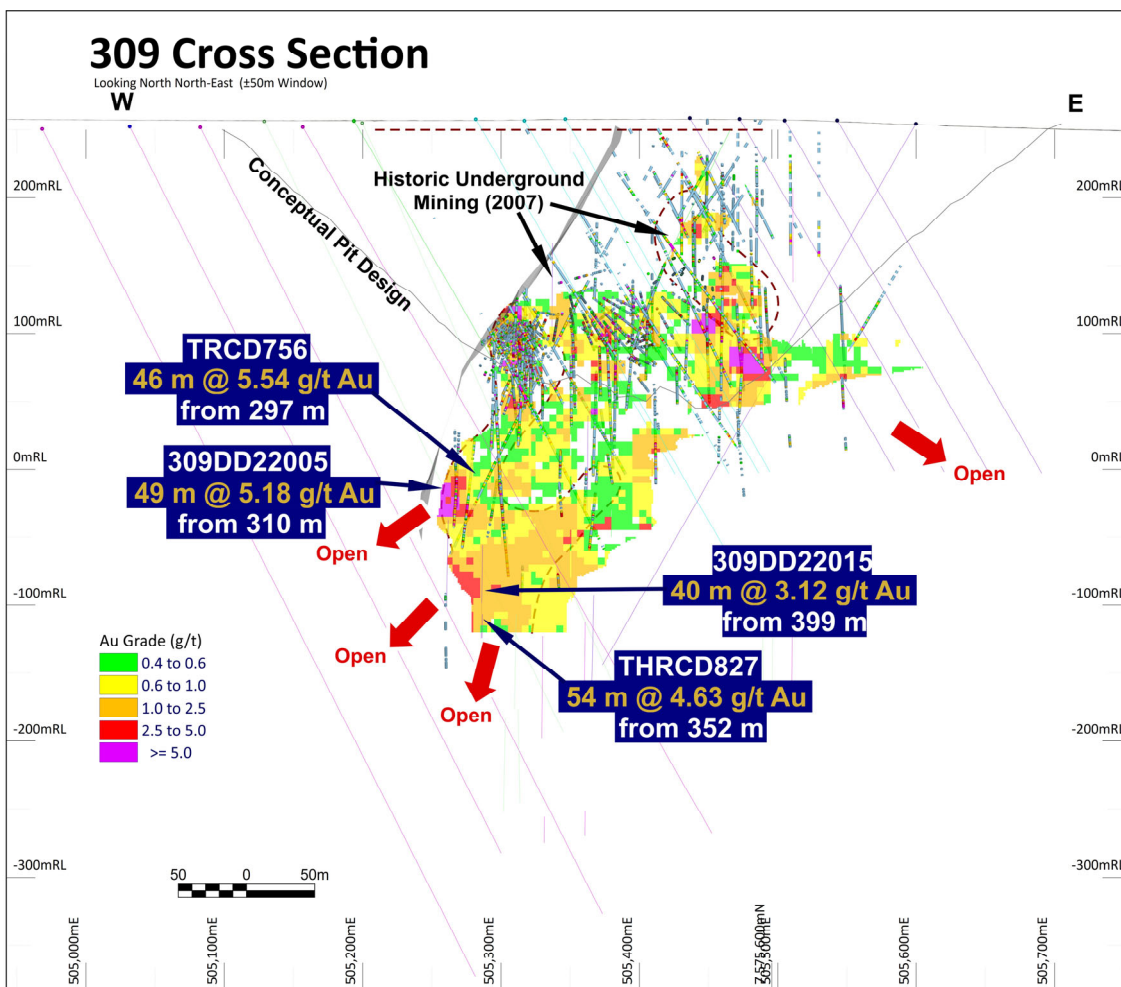 309 Cross Section
Looking North North-East (±50m Window)
W
E
200mRL
200mRL
Conceptual Pit Design
Historic Underground
Mining (2007)
100mRL
100mRL
TRCD756
46 m @ 5.54 g/t Au
from 297 m
0mRL
0mRL
309DD22005
49 m @ 5.18 g/t Au
from 310 m
Open
Open
309DD22015
40 m @ 3.12 g/t Au
from 399 m
-100mRL
-100mRL
Open
THRCD827
54 m @ 4.63 g/t Au
from 352 m
Open
Au Grade (g/t)
0.4 to 0.6
0.6 to 1.0
1.0 to 2.5
2.5 to 5.0
>= 5.0
-200mRL
-200mRL
-300mRL
-300mRL
50 0 50m
505,000mE
505,100mE
505,200mE
505,300mE
505,400mE
7,575,600mN
505,500mE
505,600mE
505,700mE